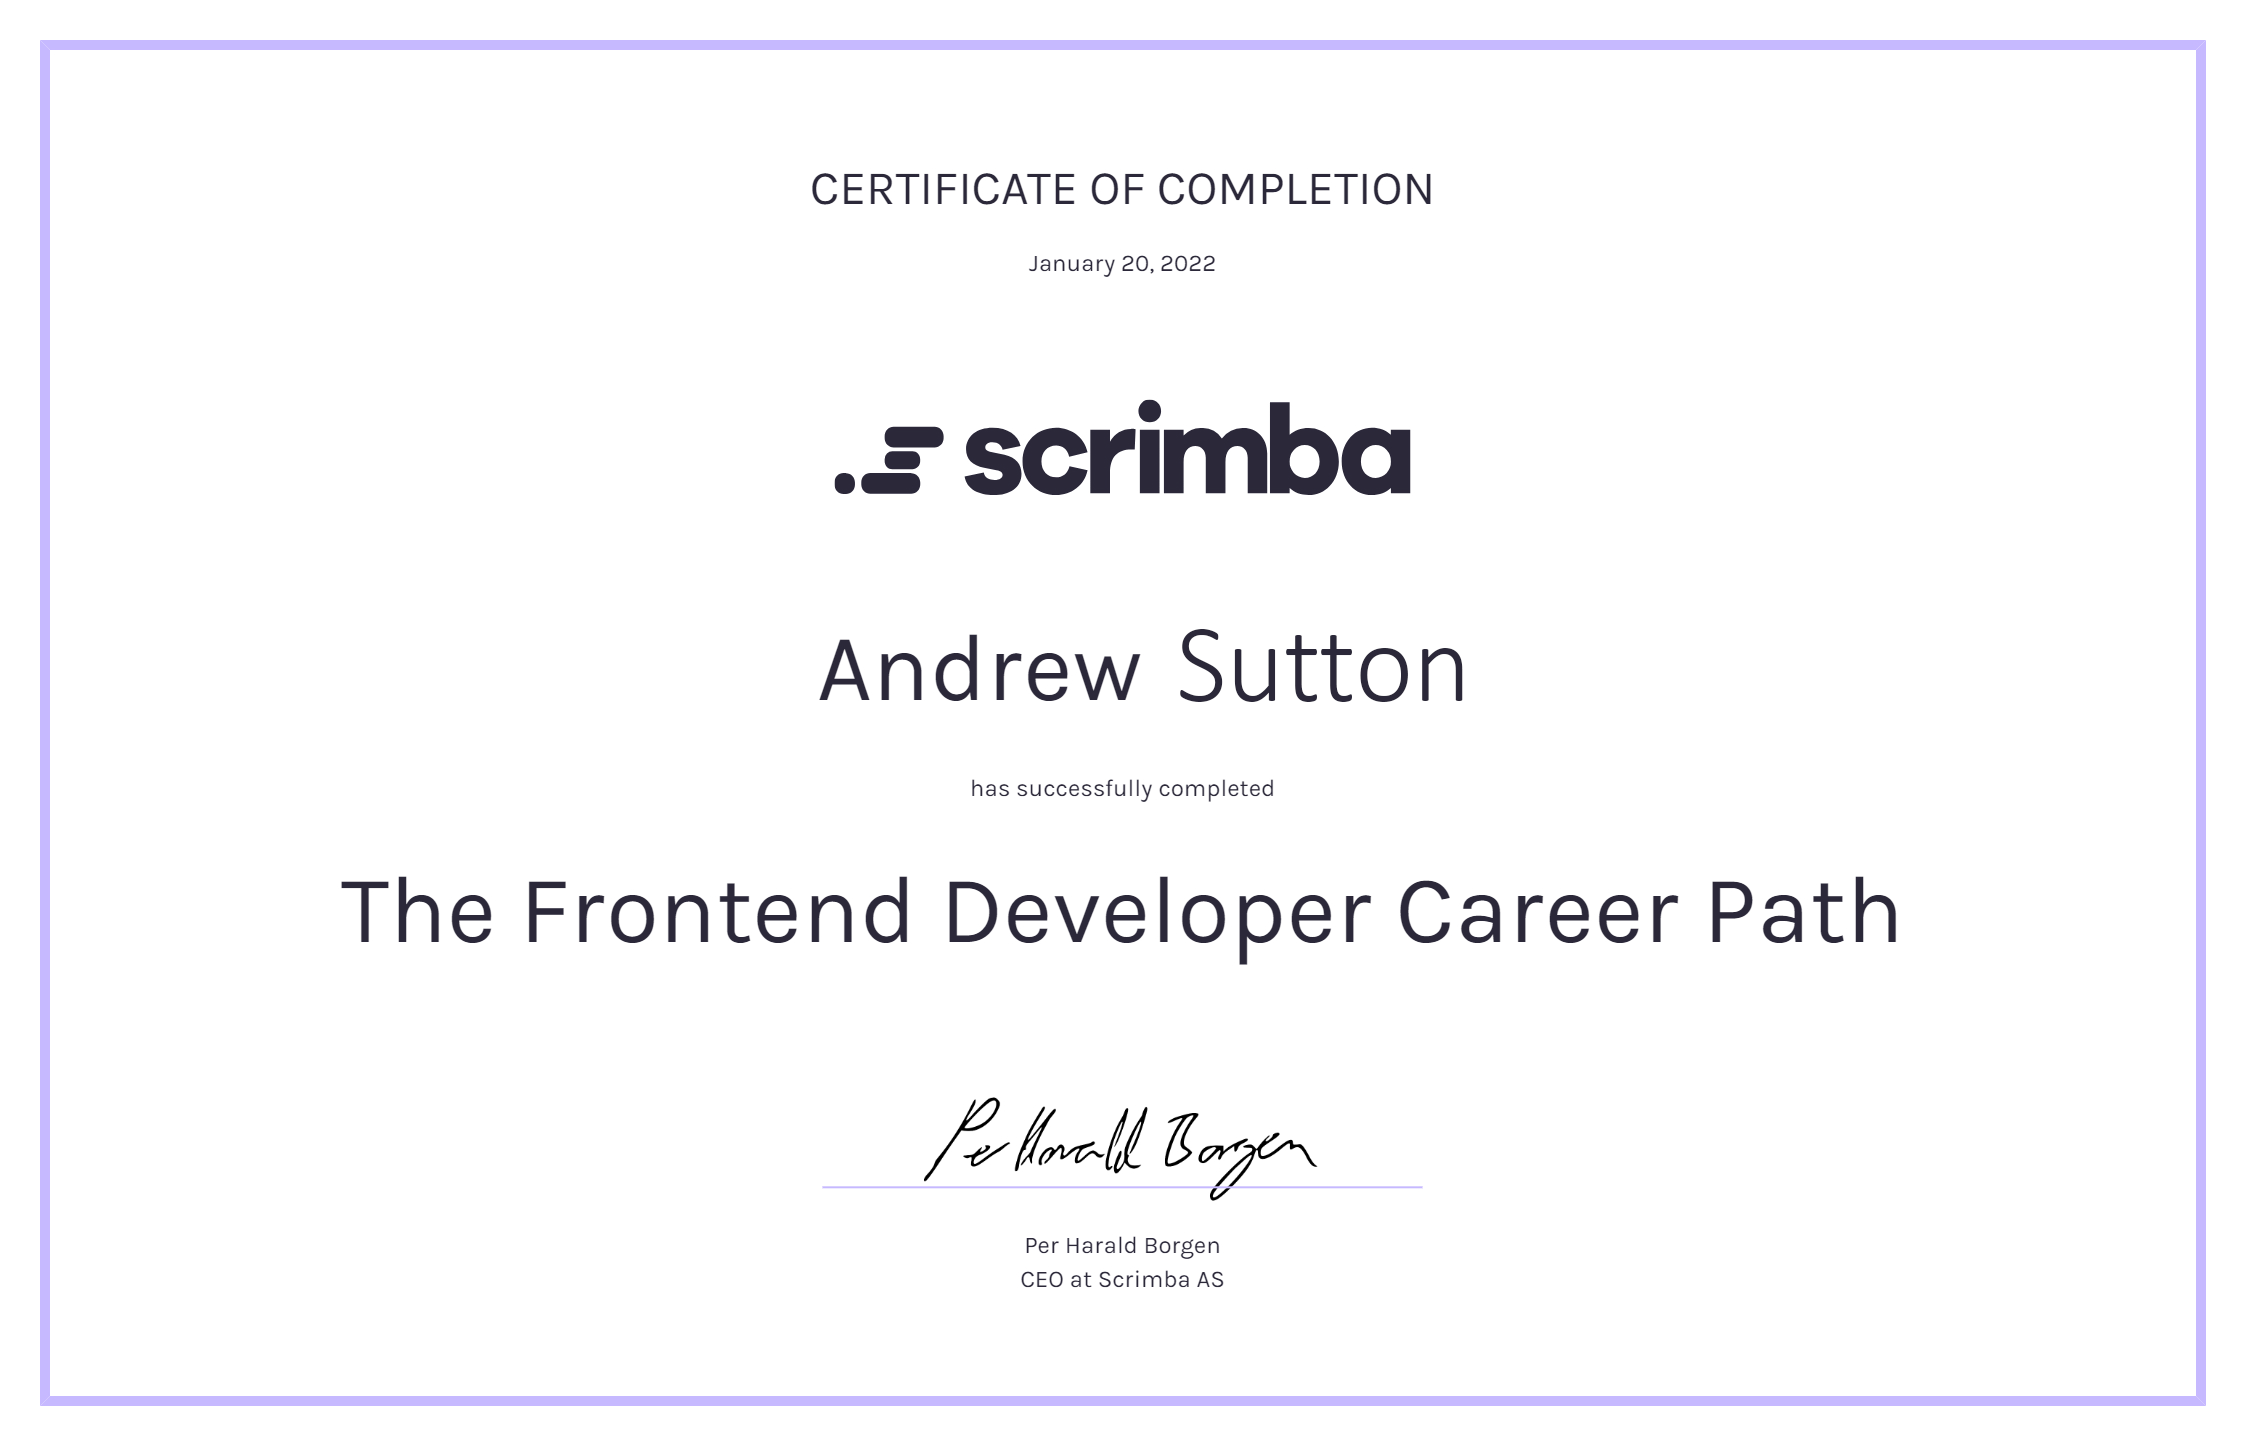 CERTIFICATE OF COMPLETION
January 20, 2022
scrimba
Andrew Sutton
has successfully completed
The Frontend Developer Career Path
Per Harald Borgen
Per Harald Borgen
CEO at Scrimba AS